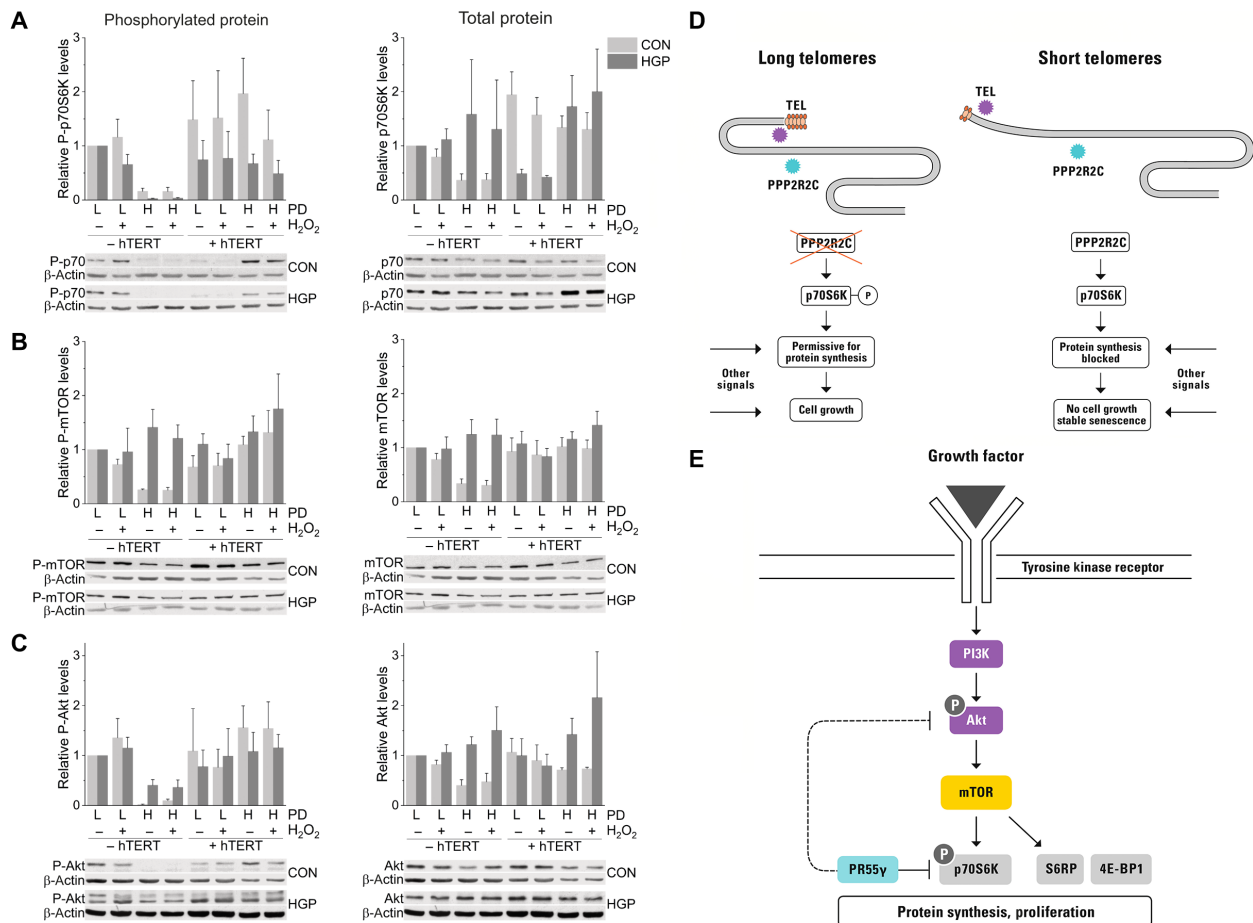 A
Phosphorylated protein
Total protein
CON
HGP
Relative P-p70S6K levels
3
2
1
0
L L H H L L H H PD
– + – + – + – + H₂O₂
– hTERT + hTERT
P-p70
β-Actin
CON
P-p70
β-Actin
HGP
Relative p70S6K levels
3
2
1
0
L L H H L L H H PD
– + – + – + – + H₂O₂
– hTERT + hTERT
p70
β-Actin
CON
p70
β-Actin
HGP
B
Relative P-mTOR levels
3
2
1
0
L L H H L L H H PD
– + – + – + – + H₂O₂
– hTERT + hTERT
P-mTOR
β-Actin
CON
P-mTOR
β-Actin
HGP
Relative mTOR levels
3
2
1
0
L L H H L L H H PD
– + – + – + – + H₂O₂
– hTERT + hTERT
mTOR
β-Actin
CON
mTOR
β-Actin
HGP
C
Relative P-Akt levels
3
2
1
0
L L H H L L H H PD
– + – + – + – + H₂O₂
– hTERT + hTERT
P-Akt
β-Actin
CON
P-Akt
β-Actin
HGP
Relative Akt levels
3
2
1
0
L L H H L L H H PD
– + – + – + – + H₂O₂
– hTERT + hTERT
Akt
β-Actin
CON
Akt
β-Actin
HGP
D
Long telomeres
TEL
PPP2R2C
PPP2R2C
p70S6K
P
Permissive for
protein synthesis
Other
signals
Cell growth
Short telomeres
TEL
PPP2R2C
PPP2R2C
p70S6K
Protein synthesis
blocked
Other
signals
No cell growth
stable senescence
E
Growth factor
Tyrosine kinase receptor
PI3K
P
Akt
mTOR
P
PR55γ
p70S6K
S6RP
4E-BP1
Protein synthesis, proliferation